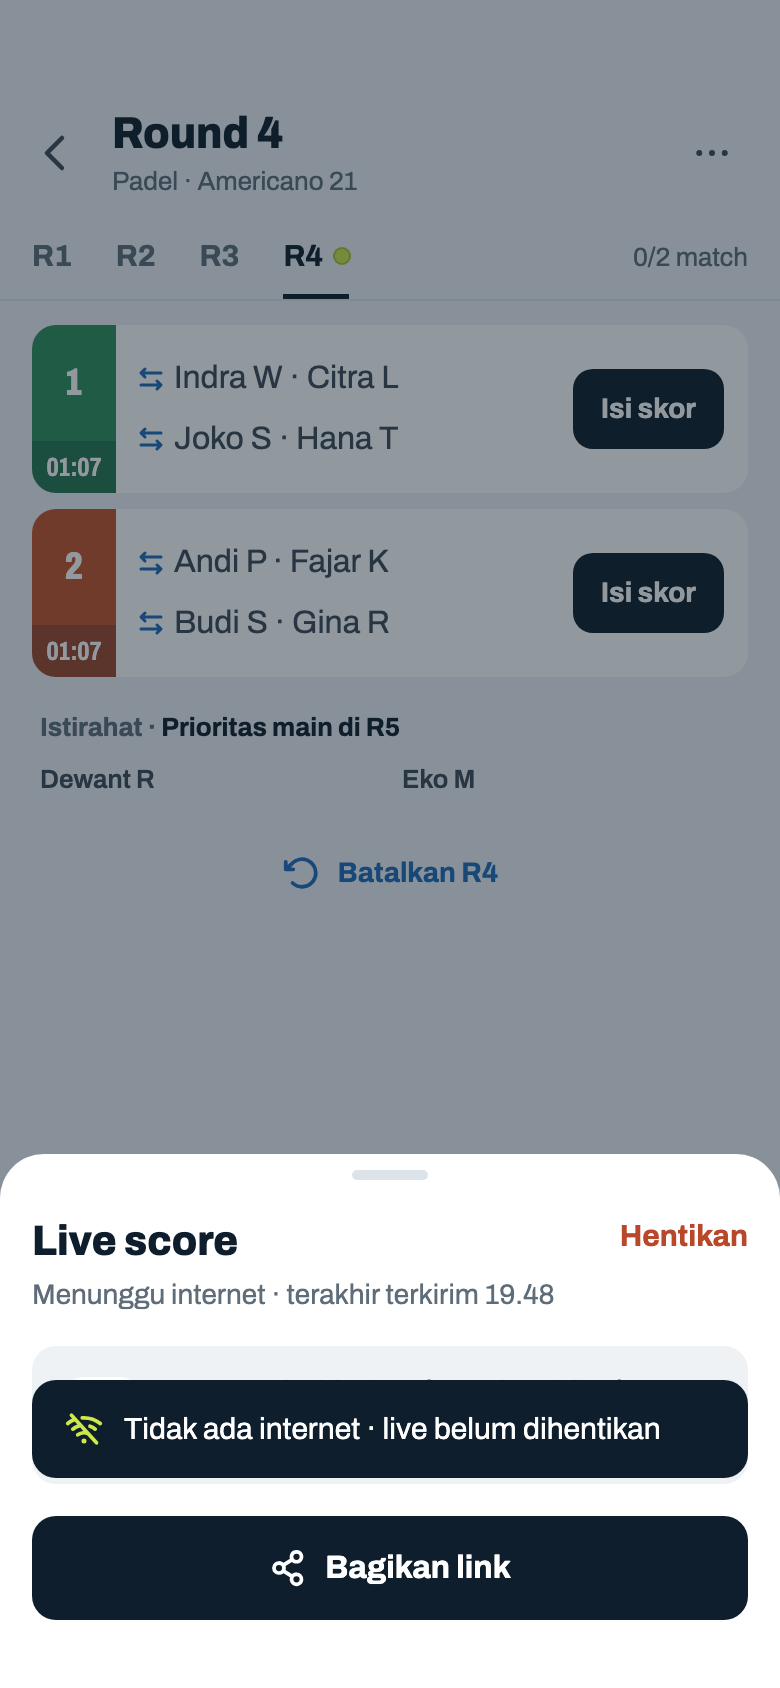 Round 4
Padel · Americano 21
R1 R2 R3 R4 0/2 match
1
01:07
Indra W · Citra L
Joko S · Hana T
Isi skor
2
01:07
Andi P · Fajar K
Budi S · Gina R
Isi skor
Istirahat · Prioritas main di R5
Dewant R Eko M
Batalkan R4
Live score Hentikan
Menunggu internet · terakhir terkirim 19.48
Tidak ada internet · live belum dihentikan
Bagikan link